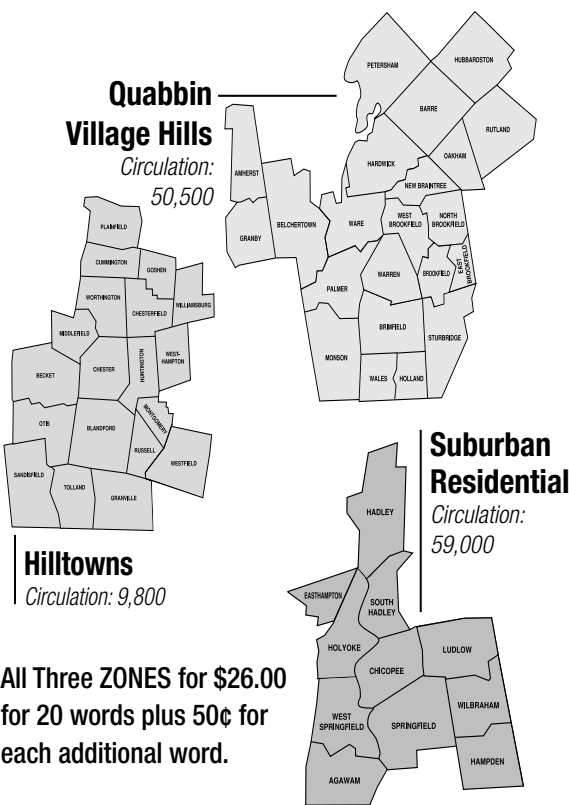 Quabbin
Village Hills
Circulation:
50,500
PETERSHAM
HUBBARDSTON
BARRE
RUTLAND
OAKHAM
HARDWICK
NEW BRAINTREE
AMHERST
BELCHERTOWN
GRANBY
WARE
WEST
BROOKFIELD
NORTH
BROOKFIELD
EAST
BROOKFIELD
BROOKFIELD
WARREN
PALMER
BRIMFIELD
STURBRIDGE
MONSON
WALES
HOLLAND
PLAINFIELD
CUMMINGTON
GOSHEN
WORTHINGTON
CHESTERFIELD
WILLIAMSBURG
MIDDLEFIELD
WEST-
HAMPTON
HUNTINGTON
CHESTER
BECKET
MONTGOMERY
OTIS
BLANDFORD
RUSSELL
WESTFIELD
SANDISFIELD
TOLLAND
GRANVILLE
Hilltowns
Circulation: 9,800
Suburban
Residential
Circulation:
59,000
HADLEY
EASTHAMPTON
SOUTH
HADLEY
HOLYOKE
CHICOPEE
LUDLOW
WEST
SPRINGFIELD
SPRINGFIELD
WILBRAHAM
HAMPDEN
AGAWAM
All Three ZONES for $26.00
for 20 words plus 50¢ for
each additional word.